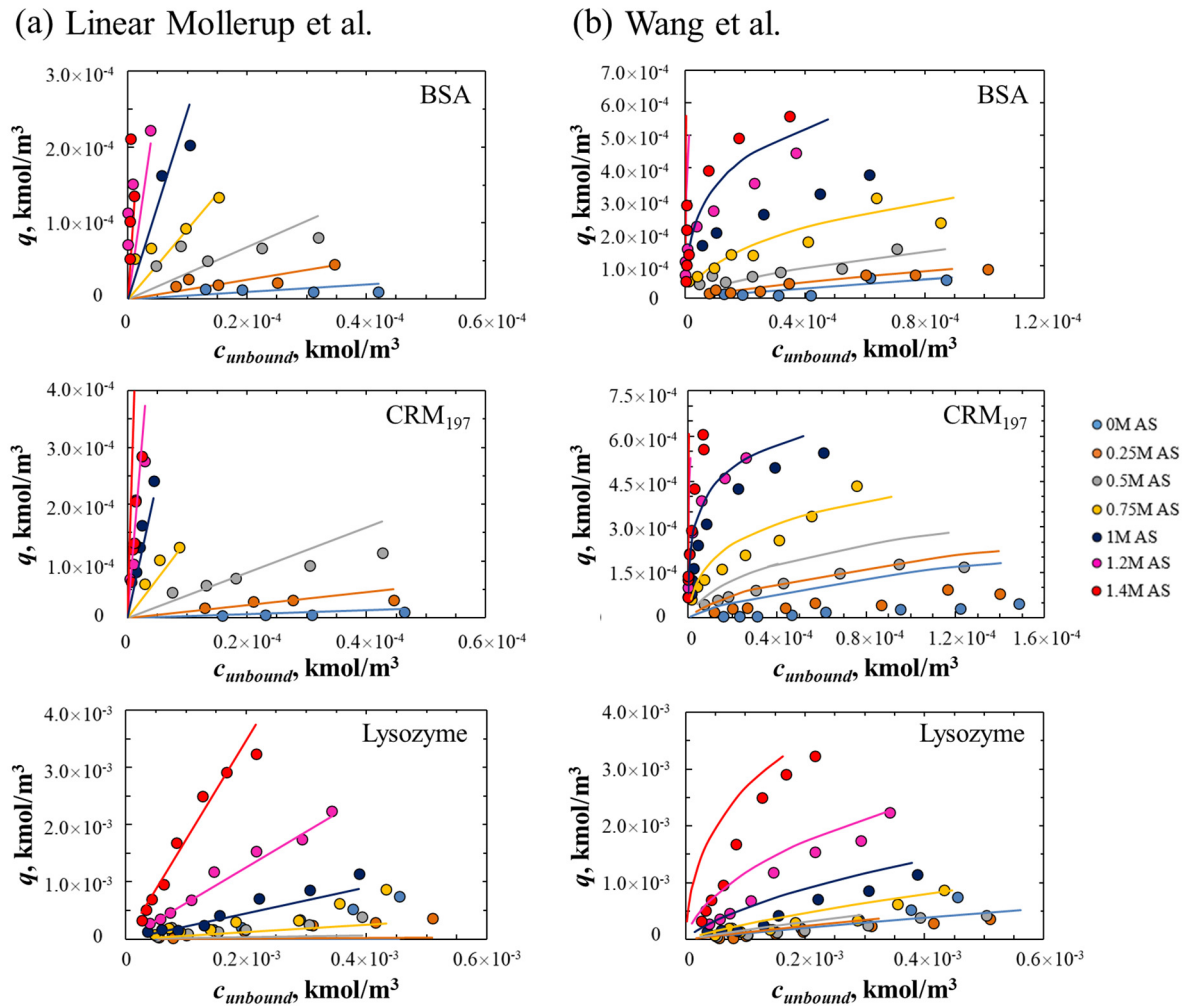 (a) Linear Mollerup et al.
(b) Wang et al.
3.0×10⁻⁴
2.0×10⁻⁴
1.0×10⁻⁴
0
q, kmol/m³
BSA
0 0.2×10⁻⁴ 0.4×10⁻⁴ 0.6×10⁻⁴
c_unbound, kmol/m³
7.0×10⁻⁴
6.0×10⁻⁴
5.0×10⁻⁴
4.0×10⁻⁴
3.0×10⁻⁴
2.0×10⁻⁴
1.0×10⁻⁴
0
q, kmol/m³
BSA
0 0.4×10⁻⁴ 0.8×10⁻⁴ 1.2×10⁻⁴
c_unbound, kmol/m³
4.0×10⁻⁴
3.0×10⁻⁴
2.0×10⁻⁴
1.0×10⁻⁴
0
q, kmol/m³
CRM₁₉₇
0 0.2×10⁻⁴ 0.4×10⁻⁴ 0.6×10⁻⁴
c_unbound, kmol/m³
7.5×10⁻⁴
6.0×10⁻⁴
4.5×10⁻⁴
3.0×10⁻⁴
1.5×10⁻⁴
0
q, kmol/m³
CRM₁₉₇
0.4×10⁻⁴ 0.8×10⁻⁴ 1.2×10⁻⁴ 1.6×10⁻⁴
c_unbound, kmol/m³
0M AS
0.25M AS
0.5M AS
0.75M AS
1M AS
1.2M AS
1.4M AS
4.0×10⁻³
3.0×10⁻³
2.0×10⁻³
1.0×10⁻³
0
q, kmol/m³
Lysozyme
0 0.2×10⁻³ 0.4×10⁻³ 0.6×10⁻³
c_unbound, kmol/m³
4.0×10⁻³
3.0×10⁻³
2.0×10⁻³
1.0×10⁻³
0
q, kmol/m³
Lysozyme
0 0.2×10⁻³ 0.4×10⁻³ 0.6×10⁻³
c_unbound, kmol/m³